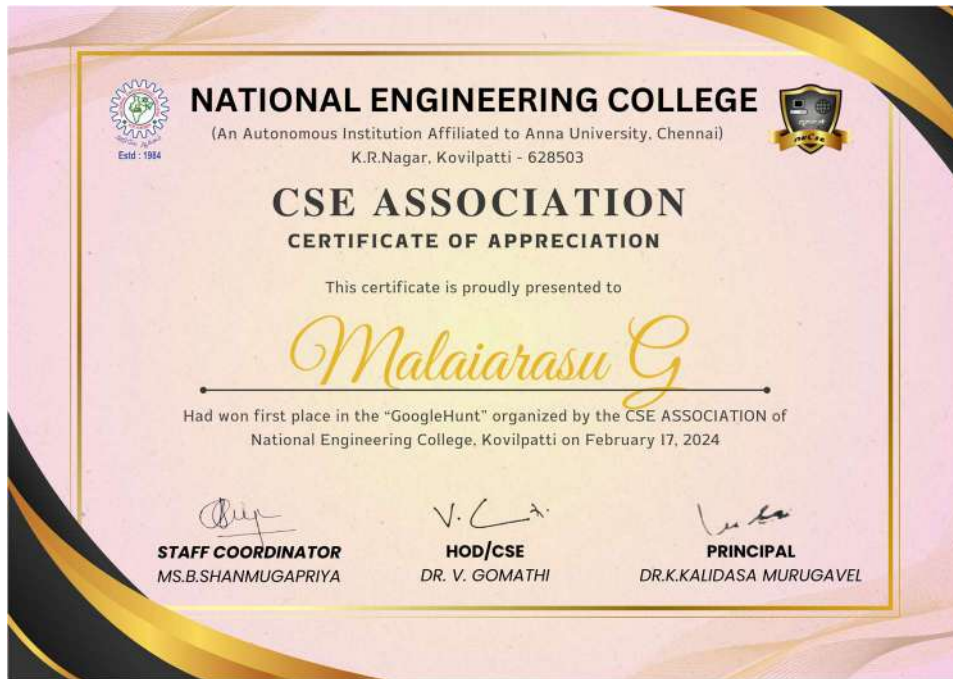 NATIONAL ENGINEERING COLLEGE
(An Autonomous Institution Affiliated to Anna University, Chennai)
K.R.Nagar, Kovilpatti - 628503
Estd : 1984
CSE ASSOCIATION
CERTIFICATE OF APPRECIATION
This certificate is proudly presented to
Malaiarasu G
Had won first place in the “GoogleHunt” organized by the CSE ASSOCIATION of
National Engineering College, Kovilpatti on February 17, 2024
STAFF COORDINATOR
MS.B.SHANMUGAPRIYA
HOD/CSE
DR. V. GOMATHI
PRINCIPAL
DR.K.KALIDASA MURUGAVEL